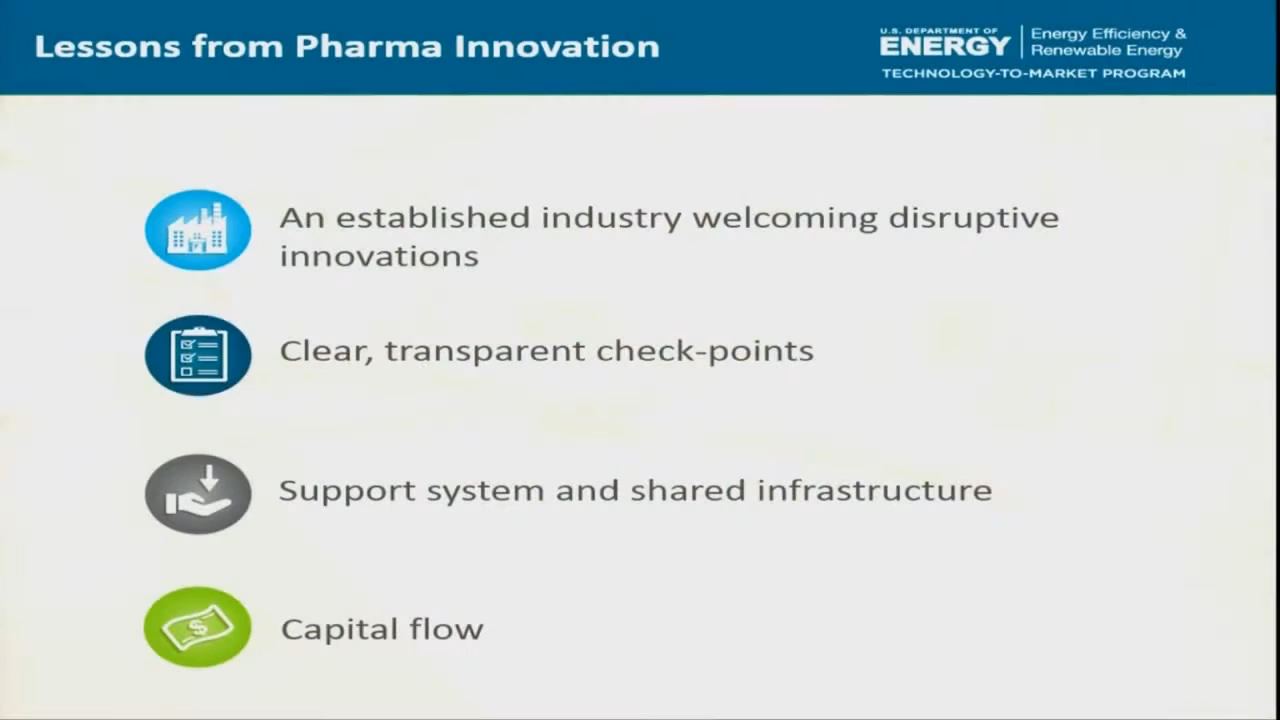 Lessons from Pharma Innovation
U.S. DEPARTMENT OF
ENERGY
Energy Efficiency &
Renewable Energy
TECHNOLOGY-TO-MARKET PROGRAM
An established industry welcoming disruptive
innovations
Clear, transparent check-points
Support system and shared infrastructure
$
Capital flow